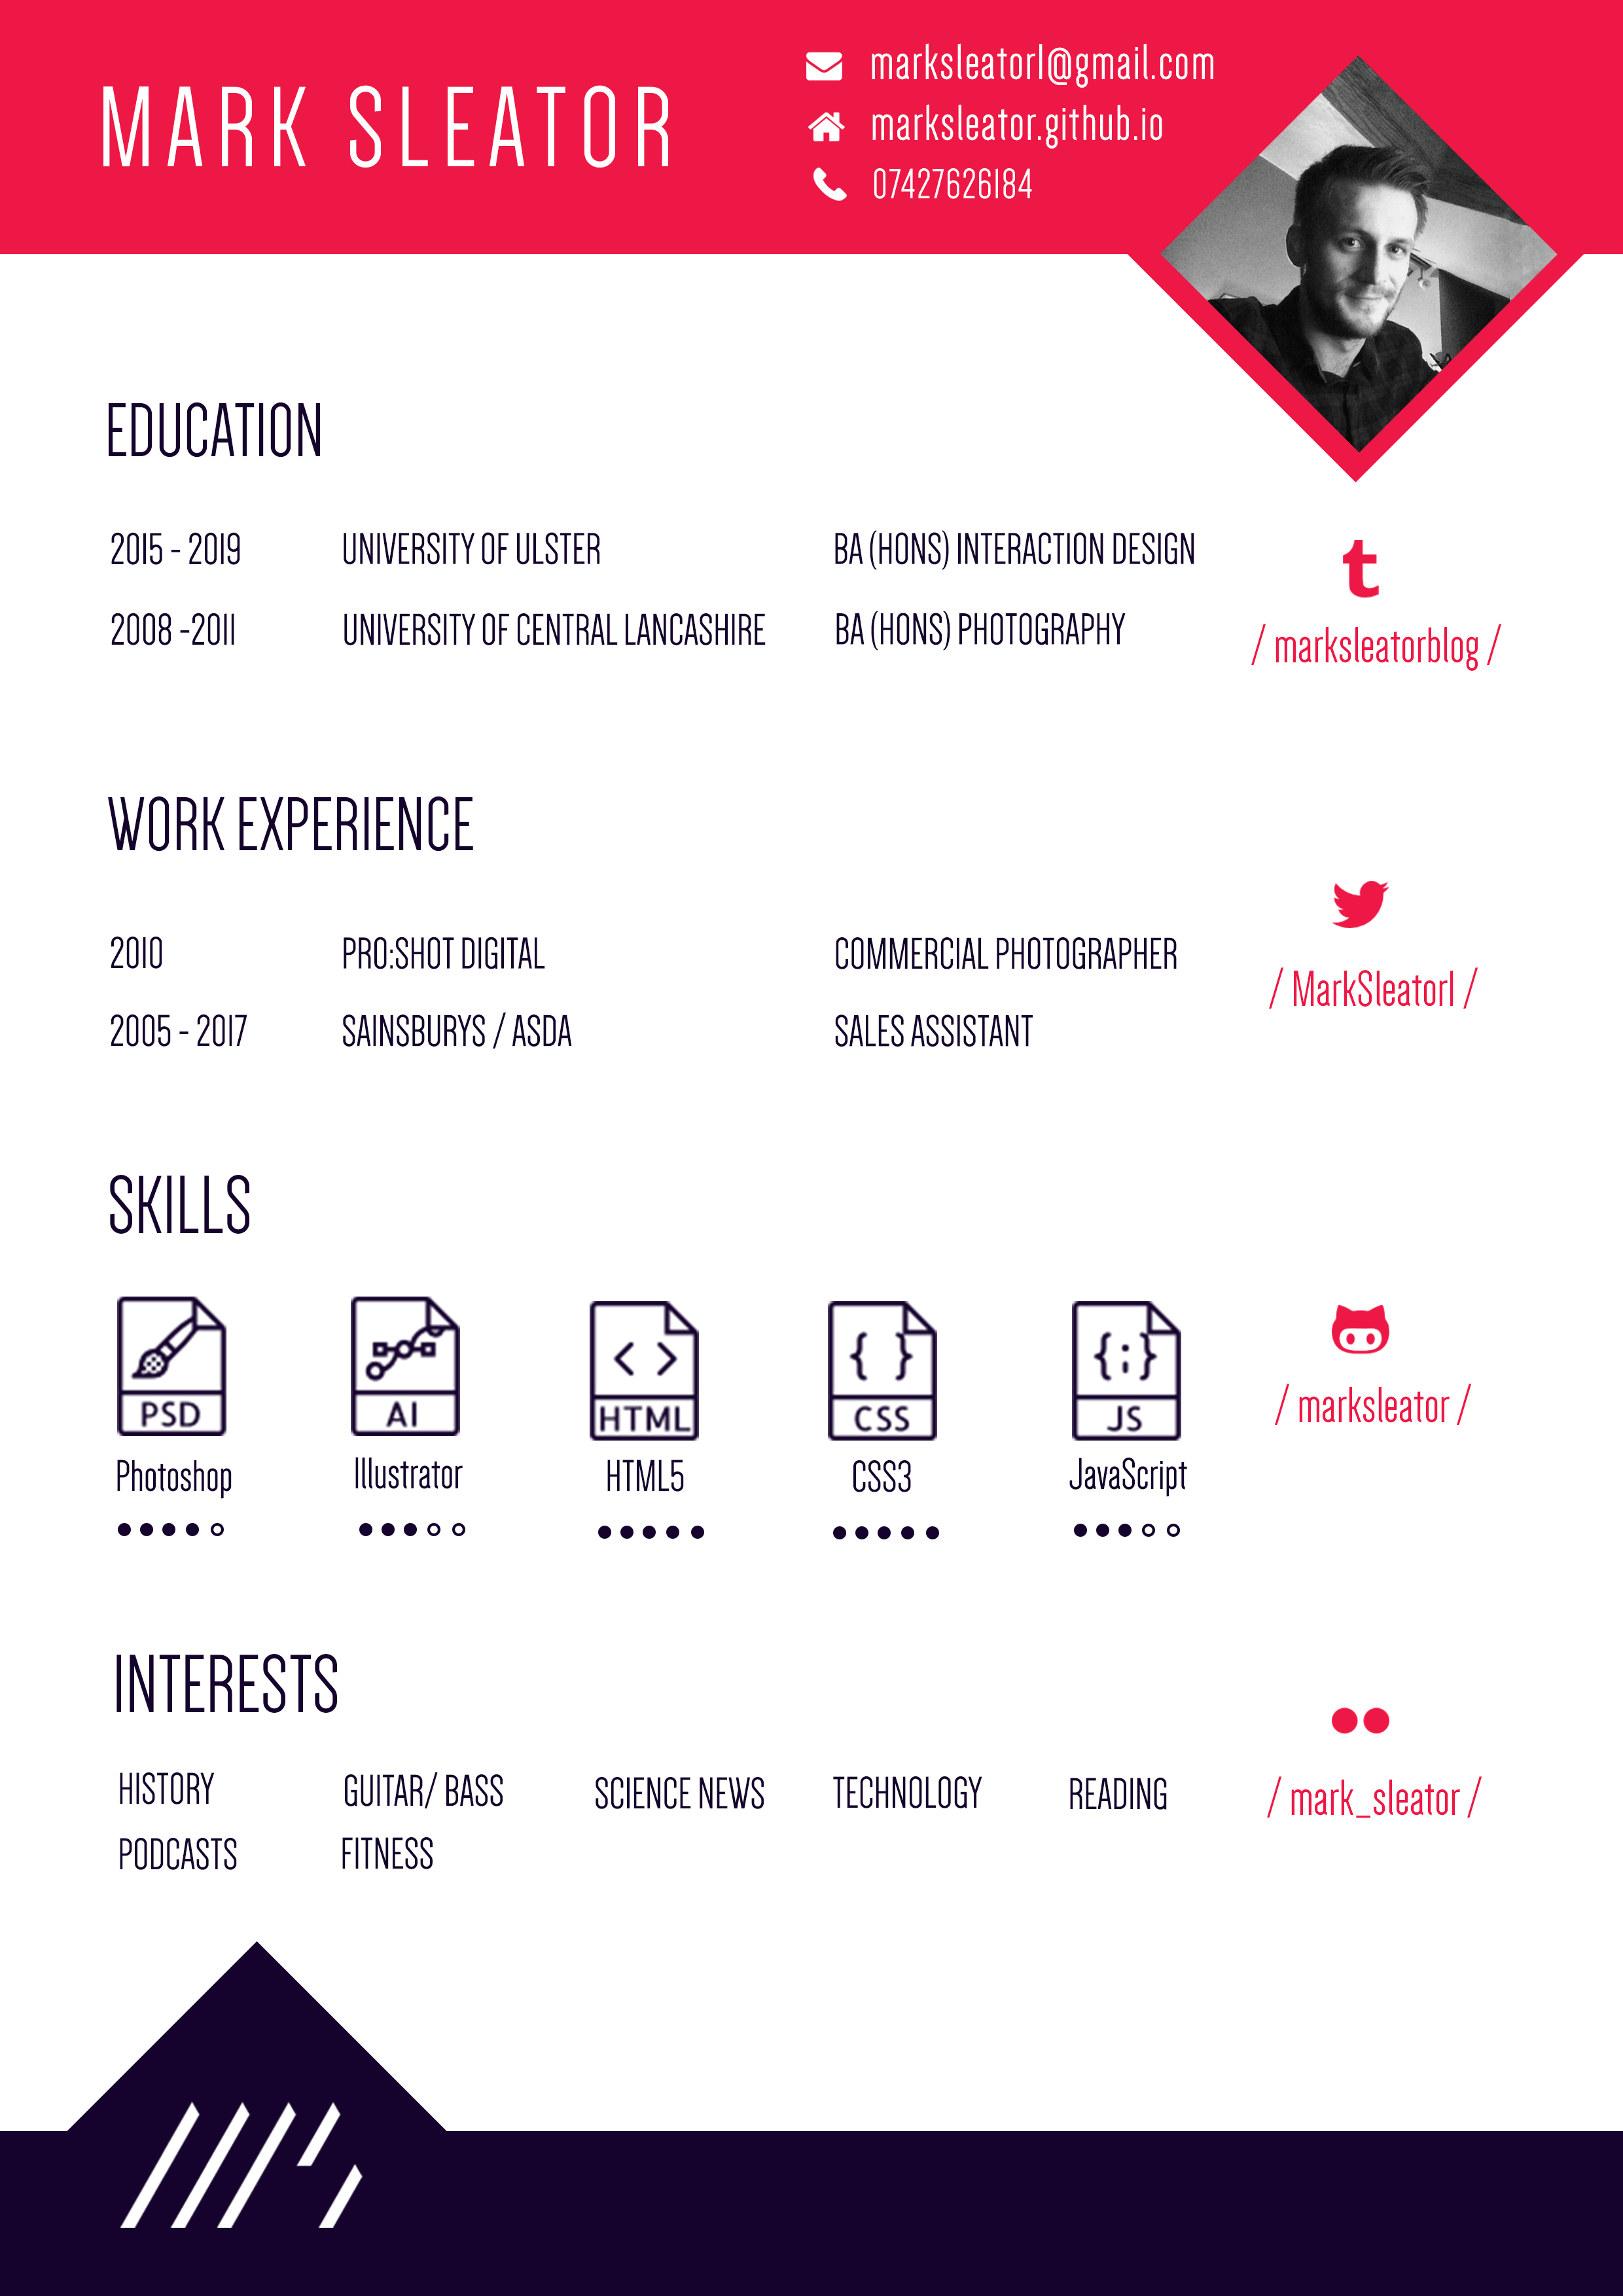 MARK SLEATOR
marksleator1@gmail.com
marksleator.github.io
07427626184
EDUCATION
2015 - 2019 UNIVERSITY OF ULSTER BA (HONS) INTERACTION DESIGN
2008 -2011 UNIVERSITY OF CENTRAL LANCASHIRE BA (HONS) PHOTOGRAPHY
t
/ marksleatorblog /
WORK EXPERIENCE
2010 PRO:SHOT DIGITAL COMMERCIAL PHOTOGRAPHER
/ MarkSleator1 /
2005 - 2017 SAINSBURYS / ASDA SALES ASSISTANT
SKILLS
PSD AI HTML CSS JS
< > { } {;}
/ marksleator /
Photoshop Illustrator HTML5 CSS3 JavaScript
INTERESTS
HISTORY GUITAR/ BASS SCIENCE NEWS TECHNOLOGY READING
/ mark_sleator /
PODCASTS FITNESS